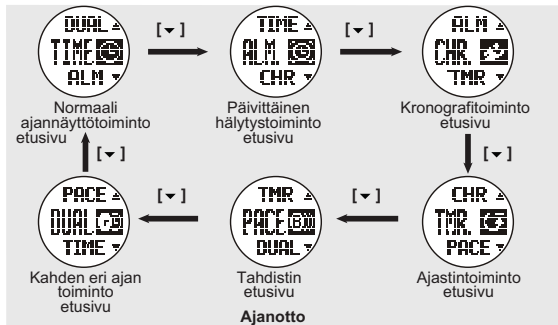 DUAL
TIME
ALM
[ ▼ ]
TIME
ALM.
CHR
[ ▼ ]
ALM
CHR.
TMR
Normaali
ajannäyttötoiminto
etusivu
Päivittäinen
hälytystoiminto
etusivu
Kronografitoiminto
etusivu
[ ▼ ]
[ ▼ ]
PACE
DUAL
TIME
[ ▼ ]
TMR
PACE
DUAL
[ ▼ ]
CHR
TMR.
PACE
Kahden eri ajan
toiminto
etusivu
Tahdistin
etusivu
Ajastintoiminto
etusivu
Ajanotto